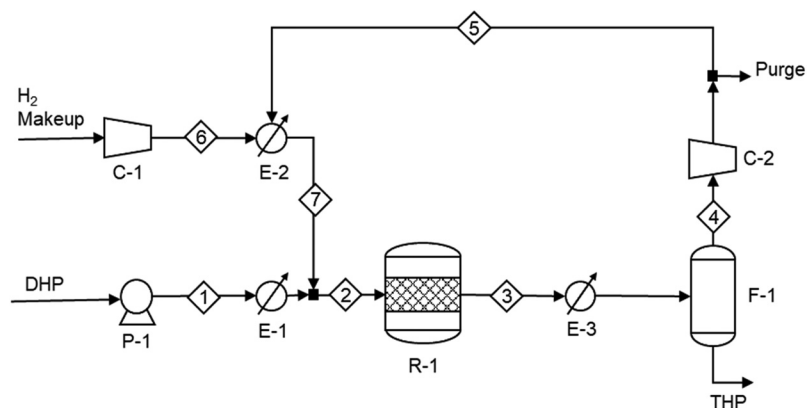 5
Purge
H₂
Makeup
6
C-1
E-2
C-2
7
4
DHP
1
2
3
P-1
E-1
R-1
E-3
F-1
THP